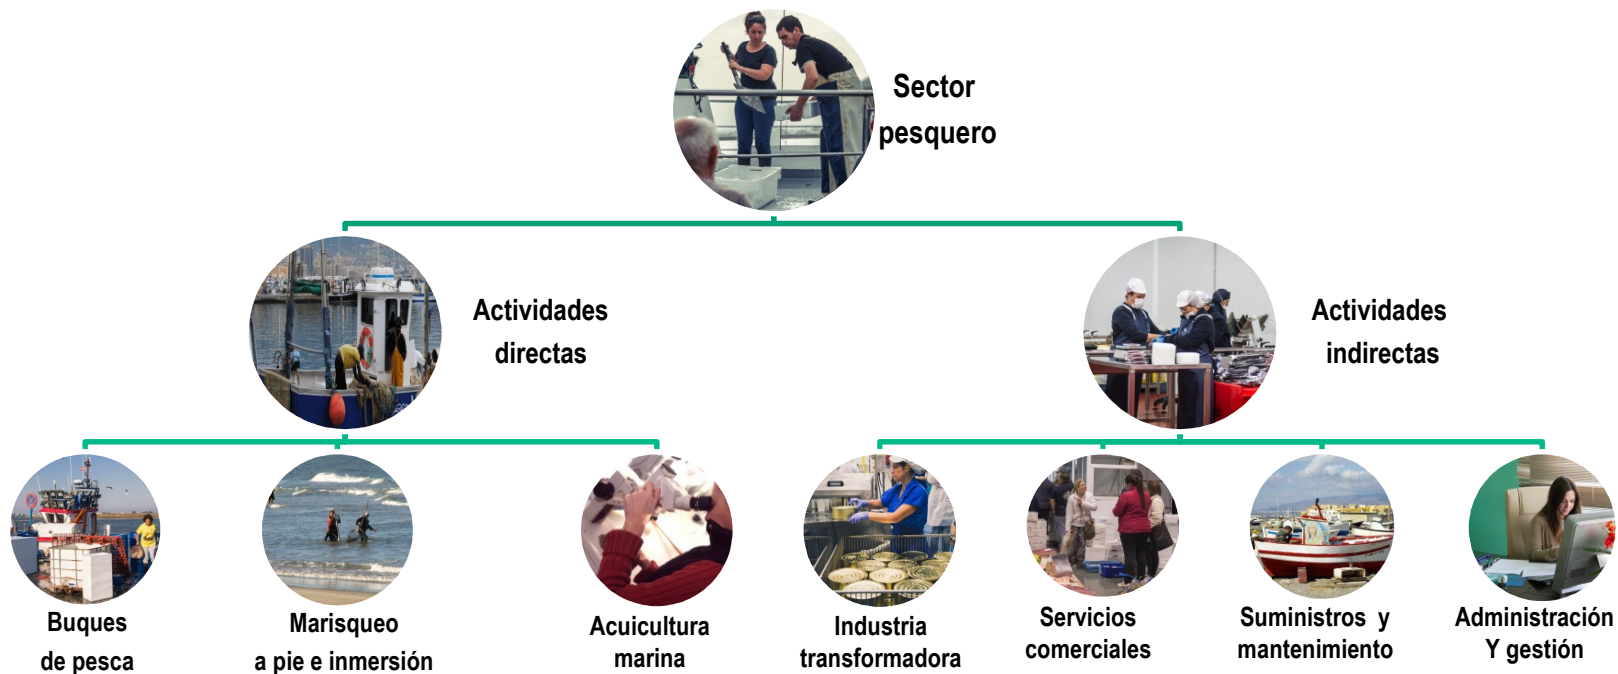 Sector
pesquero
Actividades
directas
Actividades
indirectas
Buques
de pesca
Marisqueo
a pie e inmersión
Acuicultura
marina
Industria
transformadora
Servicios
comerciales
Suministros y
mantenimiento
Administración
Y gestión